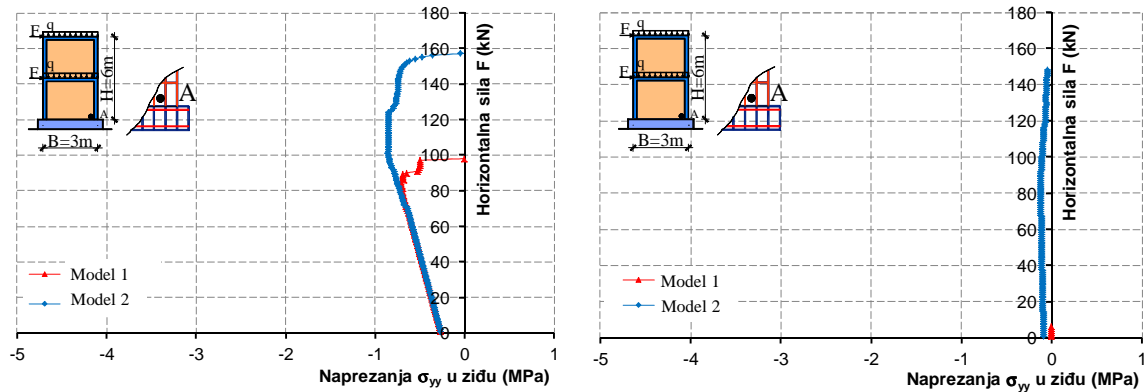 180
160
140
120
100
80
60
40
20
0
Horizontalna sila F (kN)
q
F
q
F
H=6m
A
B=3m
A
Model 1
Model 2
-5 -4 -3 -2 -1 0 1
Naprezanja σyy u ziđu (MPa)
180
160
140
120
100
80
60
40
20
0
Horizontalna sila F (kN)
q
F
q
F
H=6m
A
B=3m
A
Model 1
Model 2
-5 -4 -3 -2 -1 0 1
Naprezanja σyy u ziđu (MPa)